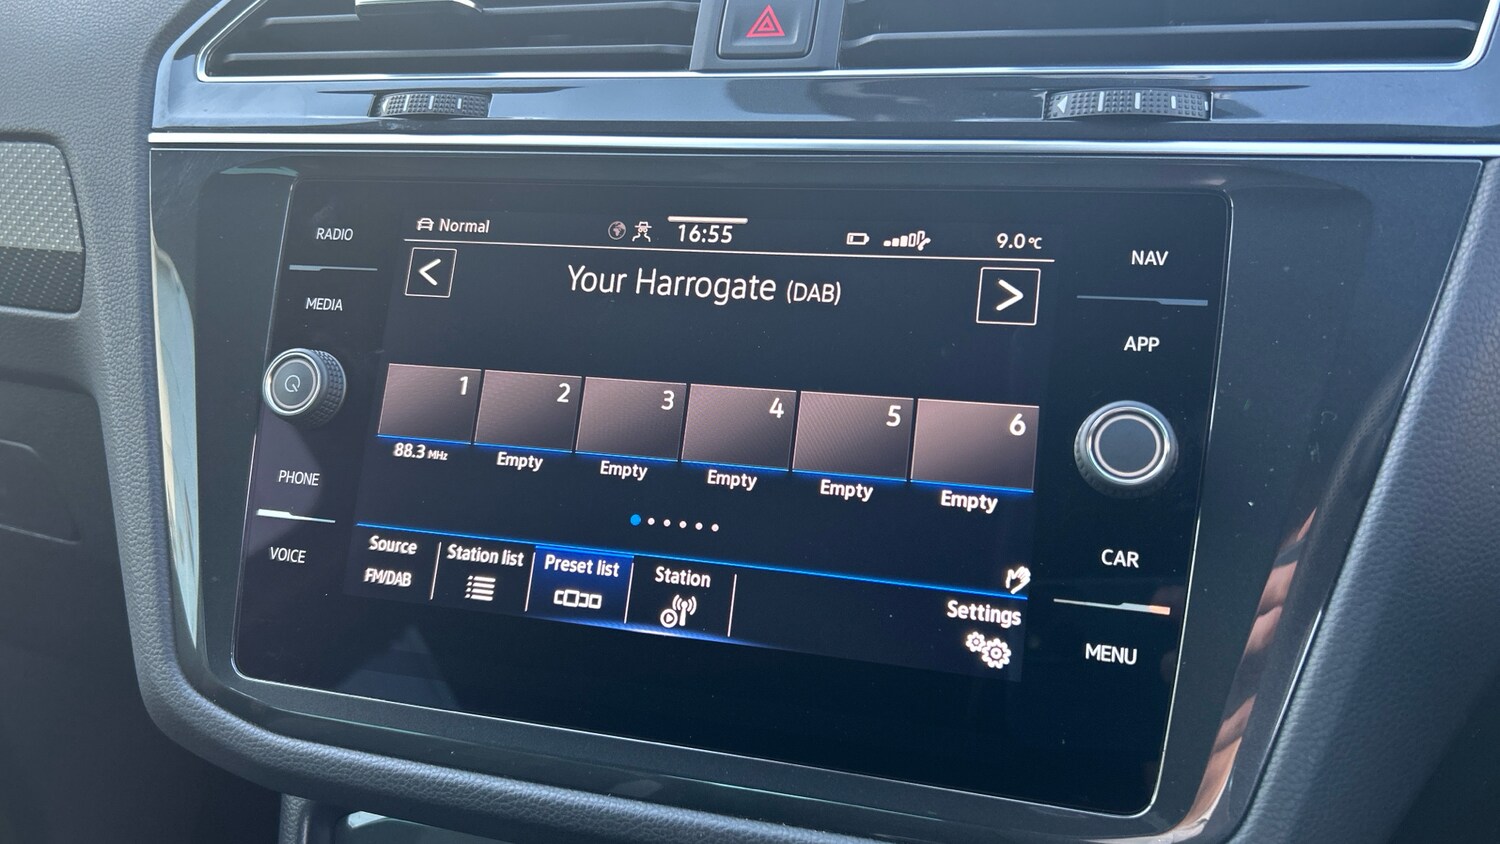 RADIO
MEDIA
PHONE
VOICE
Normal
16:55
9.0°C
Your Harrogate (DAB)
1
2
3
4
5
6
88.3 MHz
Empty
Empty
Empty
Empty
Empty
Source
FM/DAB
Station list
Preset list
Station
Settings
NAV
APP
CAR
MENU